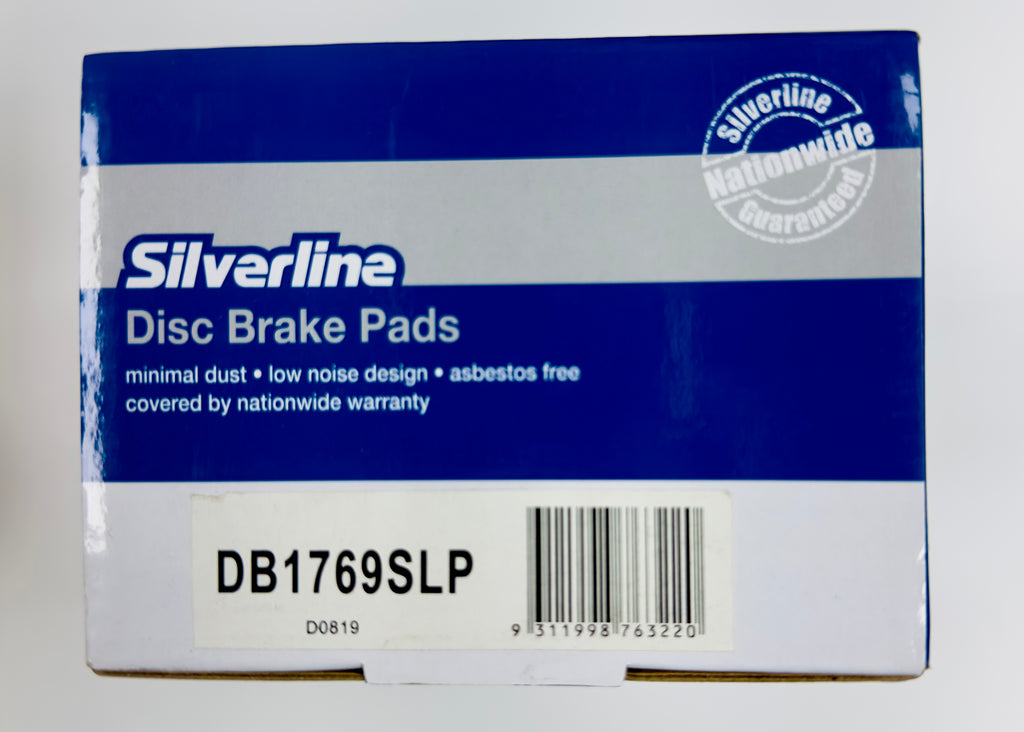 Silverline
Nationwide
Guaranteed
Silverline
Disc Brake Pads
minimal dust • low noise design • asbestos free
covered by nationwide warranty
DB1769SLP
D0819
9 311998 763220